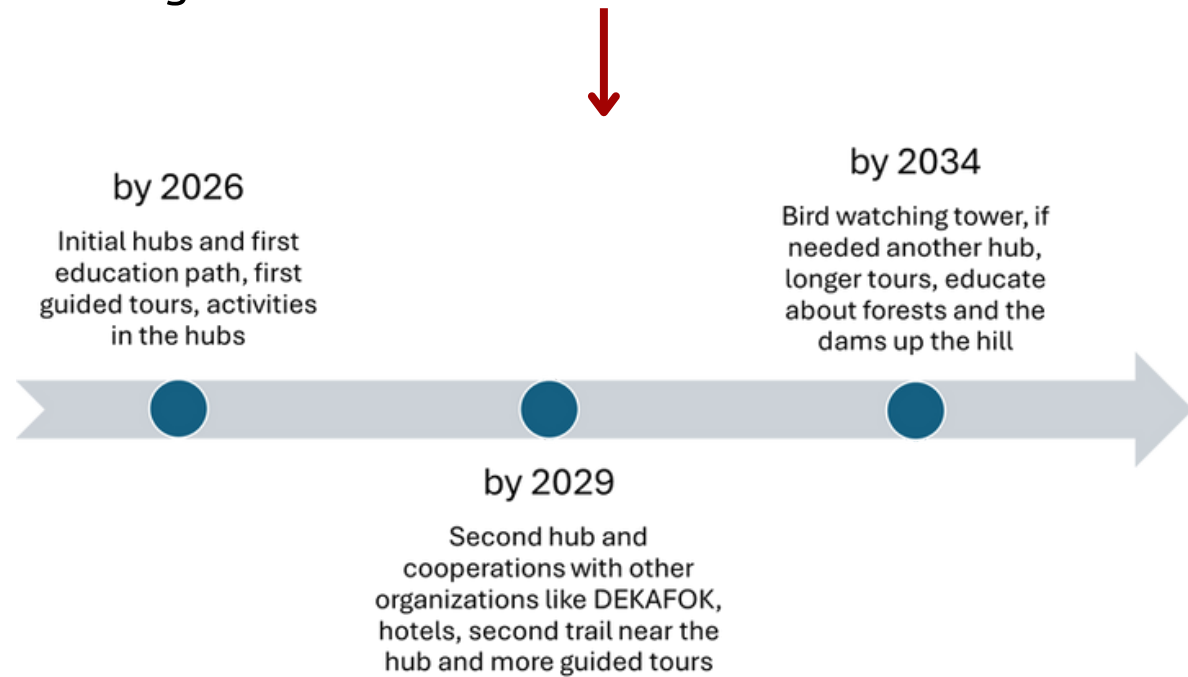 by 2026
Initial hubs and first
education path, first
guided tours, activities
in the hubs
by 2029
Second hub and
cooperations with other
organizations like DEKAFOK,
hotels, second trail near the
hub and more guided tours
by 2034
Bird watching tower, if
needed another hub,
longer tours, educate
about forests and the
dams up the hill